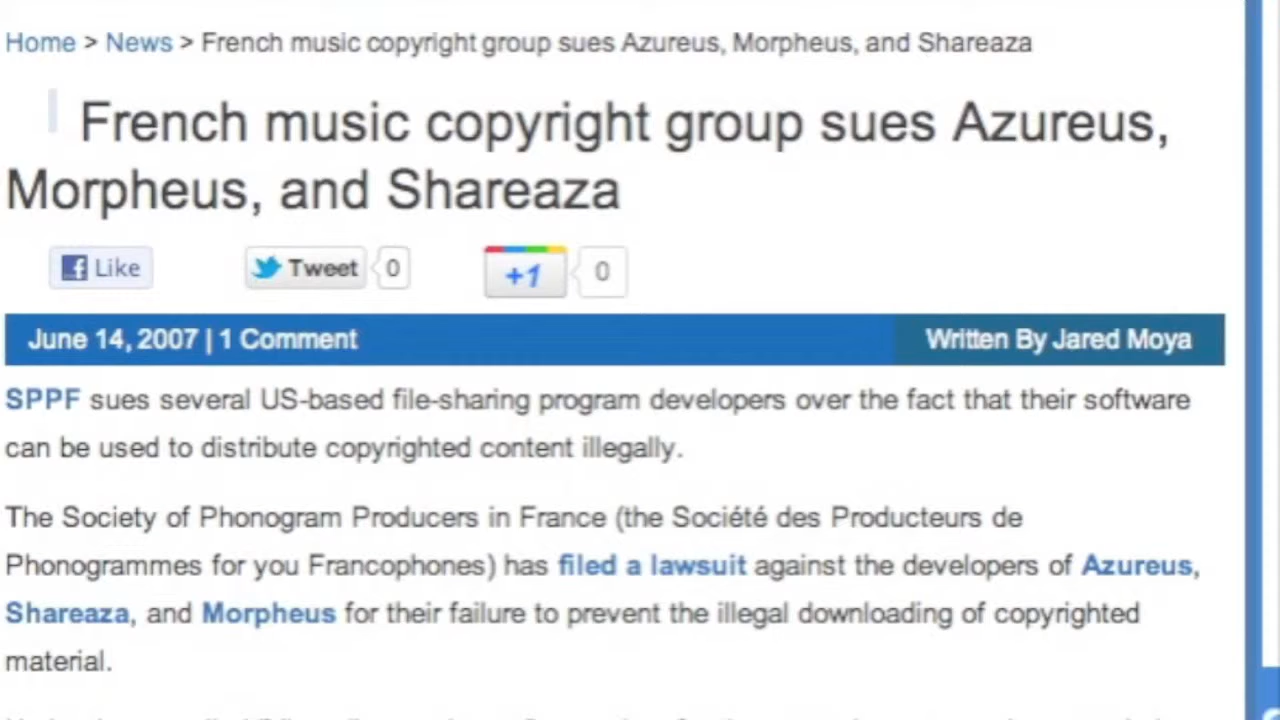 Home > News > French music copyright group sues Azureus, Morpheus, and Shareaza
French music copyright group sues Azureus,
Morpheus, and Shareaza
Like
Tweet 0
+1 0
June 14, 2007 | 1 Comment
Written By Jared Moya
SPPF sues several US-based file-sharing program developers over the fact that their software
can be used to distribute copyrighted content illegally.
The Society of Phonogram Producers in France (the Société des Producteurs de
Phonogrammes for you Francophones) has filed a lawsuit against the developers of Azureus,
Shareaza, and Morpheus for their failure to prevent the illegal downloading of copyrighted
material.